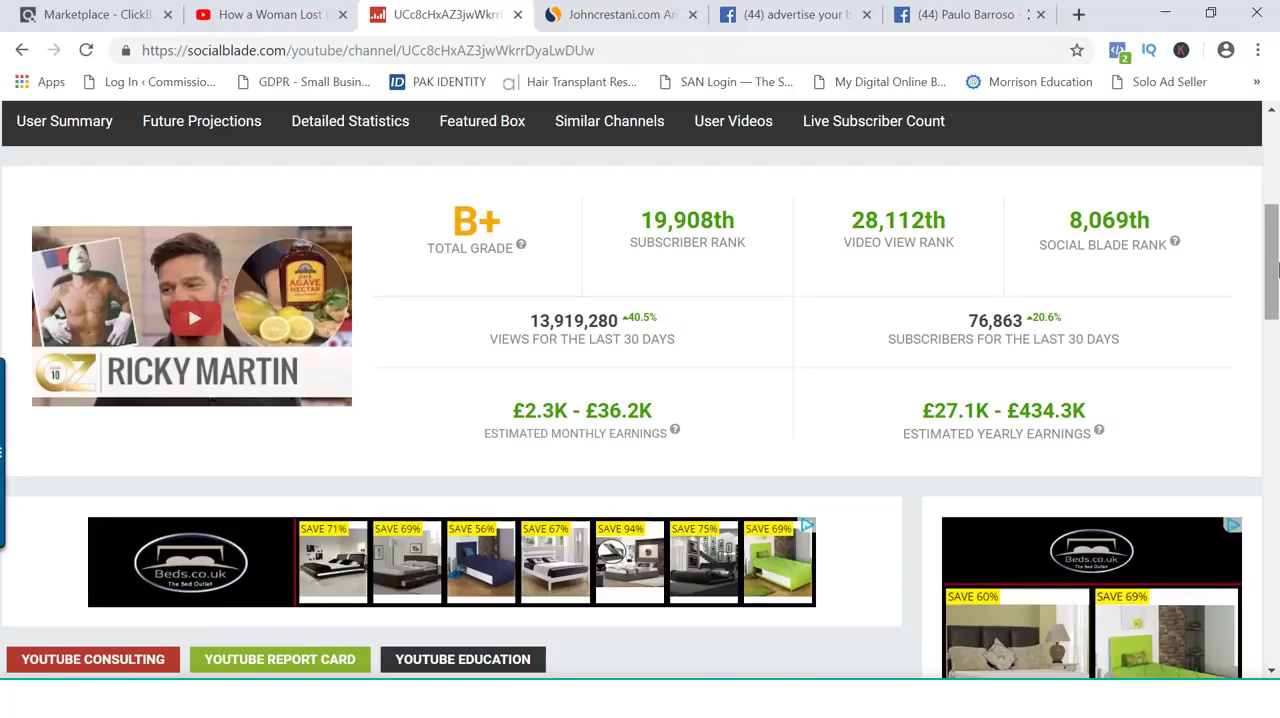 Marketplace - ClickB
How a Woman Lost
UCc8cHxAZ3jwWkrr
Johncrestani.com An
(44) advertise your b
(44) Paulo Barroso -
https://socialblade.com/youtube/channel/UCc8cHxAZ3jwWkrrDyaLwDUw
2
IQ
K
Apps
Log In ‹ Commissio...
GDPR - Small Busin...
ID PAK IDENTITY
Hair Transplant Res...
SAN Login — The S...
My Digital Online B...
Morrison Education
Solo Ad Seller
»
User Summary
Future Projections
Detailed Statistics
Featured Box
Similar Channels
User Videos
Live Subscriber Count
B+
TOTAL GRADE
19,908th
SUBSCRIBER RANK
28,112th
VIDEO VIEW RANK
8,069th
SOCIAL BLADE RANK
AGAVE
NECTAR
OZ
10
RICKY MARTIN
13,919,280 40.5%
VIEWS FOR THE LAST 30 DAYS
76,863 20.6%
SUBSCRIBERS FOR THE LAST 30 DAYS
£2.3K - £36.2K
ESTIMATED MONTHLY EARNINGS
£27.1K - £434.3K
ESTIMATED YEARLY EARNINGS
Beds.co.uk
The Bed Outlet
SAVE 71%
SAVE 69%
SAVE 56%
SAVE 67%
SAVE 94%
SAVE 75%
SAVE 69%
Beds.co.uk
The Bed Outlet
SAVE 60%
SAVE 69%
YOUTUBE CONSULTING
YOUTUBE REPORT CARD
YOUTUBE EDUCATION